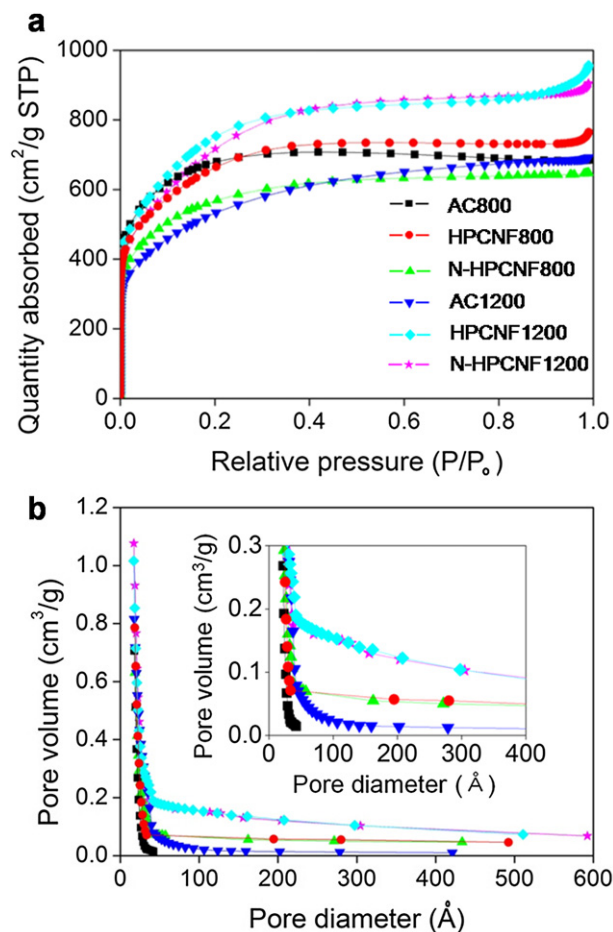 a
1000
800
600
400
200
0
Quantity absorbed (cm²/g STP)
AC800
HPCNF800
N-HPCNF800
AC1200
HPCNF1200
N-HPCNF1200
0.0 0.2 0.4 0.6 0.8 1.0
Relative pressure (P/Pₒ)
b
1.2
1.0
0.8
0.6
0.4
0.2
0.0
Pore volume (cm³/g)
0.3
0.2
0.1
0.0
Pore volume (cm³/g)
0 100 200 300 400
Pore diameter (Å)
0 100 200 300 400 500 600
Pore diameter (Å)